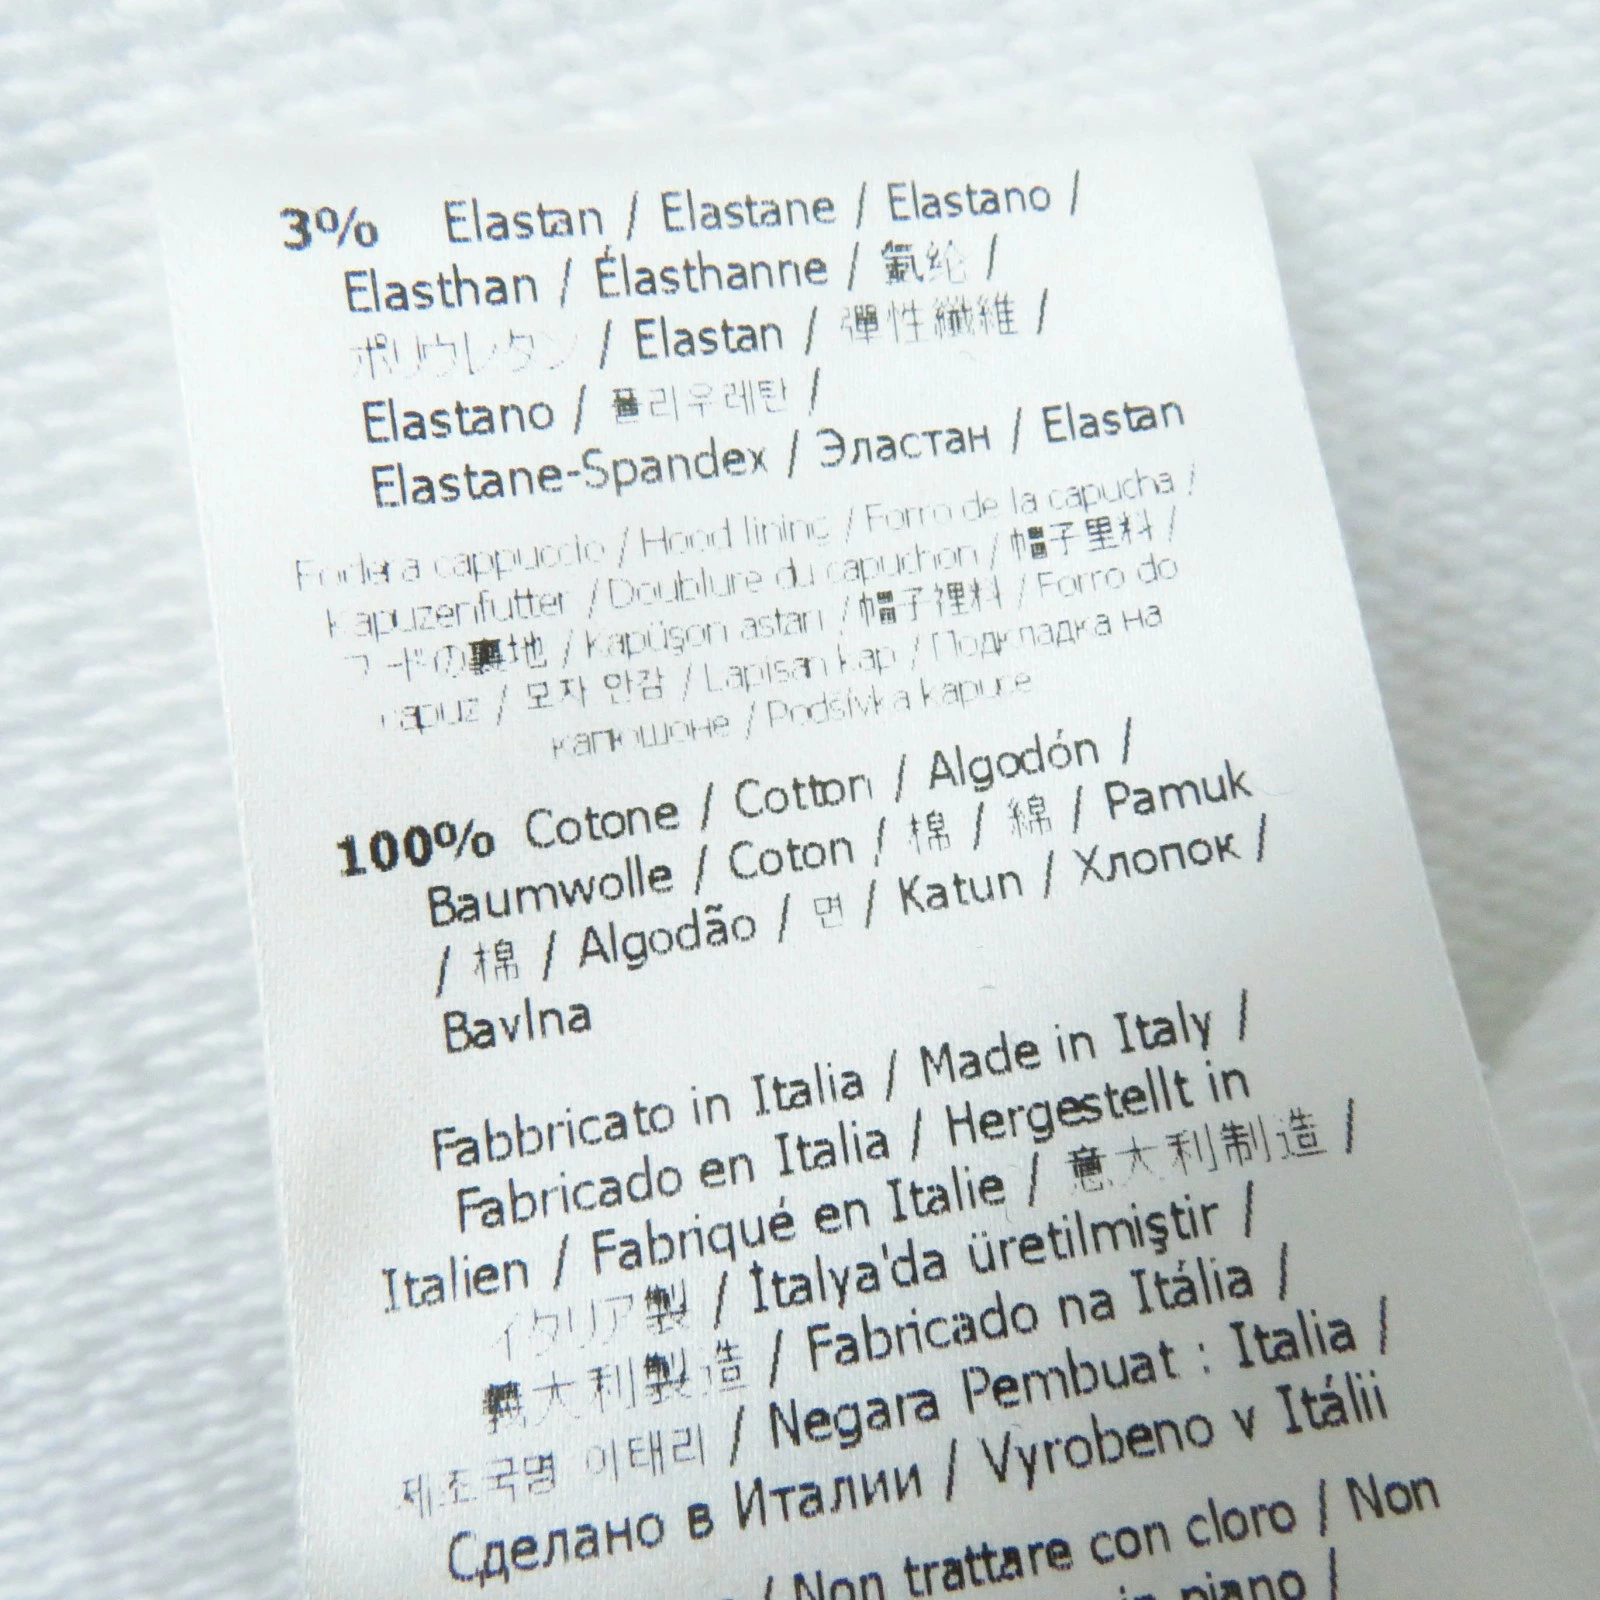 3% Elastan / Elastane / Elastano /
Elasthan / Élasthanne / 氨纶 /
ポリウレタン / Elastan / 彈性纖維 /
Elastano / 폴리우레탄 /
Elastane-Spandex / Эластан / Elastan
Fodera cappuccio / Hood lining / Forro de la capucha /
Kapuzenfutter / Doublure du capuchon / 帽子里料 /
フードの裏地 / Kapüşon astarı / 帽子裡料 / Forro do
capuz / 모자 안감 / Lapisan kap / Подкладка на
капюшоне / Podšívka kapuce
100% Cotone / Cotton / Algodón /
Baumwolle / Coton / 棉 / 綿 / Pamuk
/ 棉 / Algodão / 면 / Katun / Хлопок /
Bavlna
Fabbricato in Italia / Made in Italy /
Fabricado en Italia / Hergestellt in
Italien / Fabriqué en Italie / 意大利制造 /
イタリア製 / İtalya'da üretilmiştir /
義大利製造 / Fabricado na Itália /
제조국명 이태리 / Negara Pembuat : Italia /
Сделано в Италии / Vyrobeno v Itálii
/ Non trattare con cloro / Non
in piano /